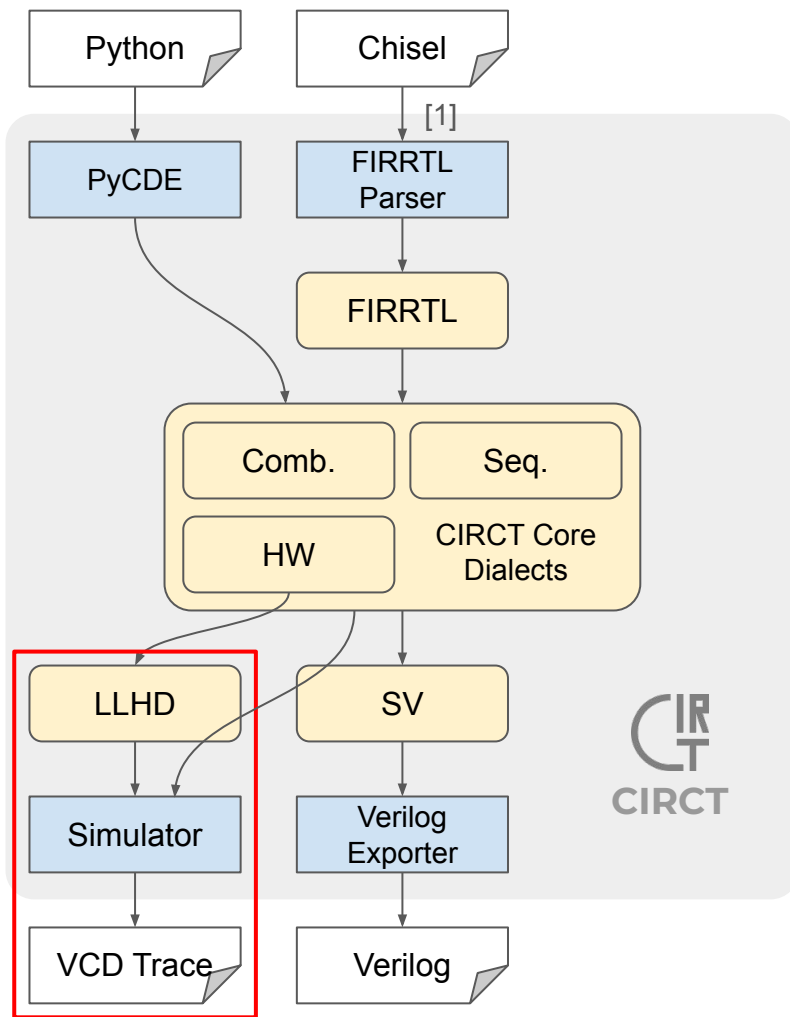 Python
Chisel
[1]
PyCDE
FIRRTL
Parser
FIRRTL
Comb.
Seq.
HW
CIRCT Core
Dialects
LLHD
SV
CIRT
CIRCT
Simulator
Verilog
Exporter
VCD Trace
Verilog